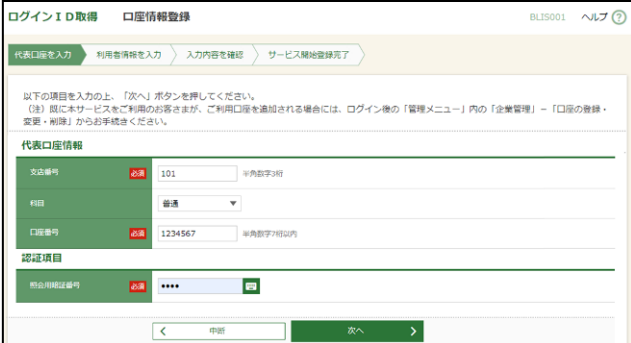 ログインID取得 口座情報登録 BLIS001 ヘルプ ?
代表口座を入力 利用者情報を入力 入力内容を確認 サービス開始登録完了
以下の項目を入力の上、「次へ」ボタンを押してください。
(注)既に本サービスをご利用のお客さまが、ご利用口座を追加される場合には、ログイン後の「管理メニュー」内の「企業管理」-「口座の登録・
変更・削除」からお手続きください。
代表口座情報
支店番号 必須 101 半角数字3桁
科目 普通
口座番号 必須 1234567 半角数字7桁以内
認証項目
照会用暗証番号 必須 ••••
中断 次へ